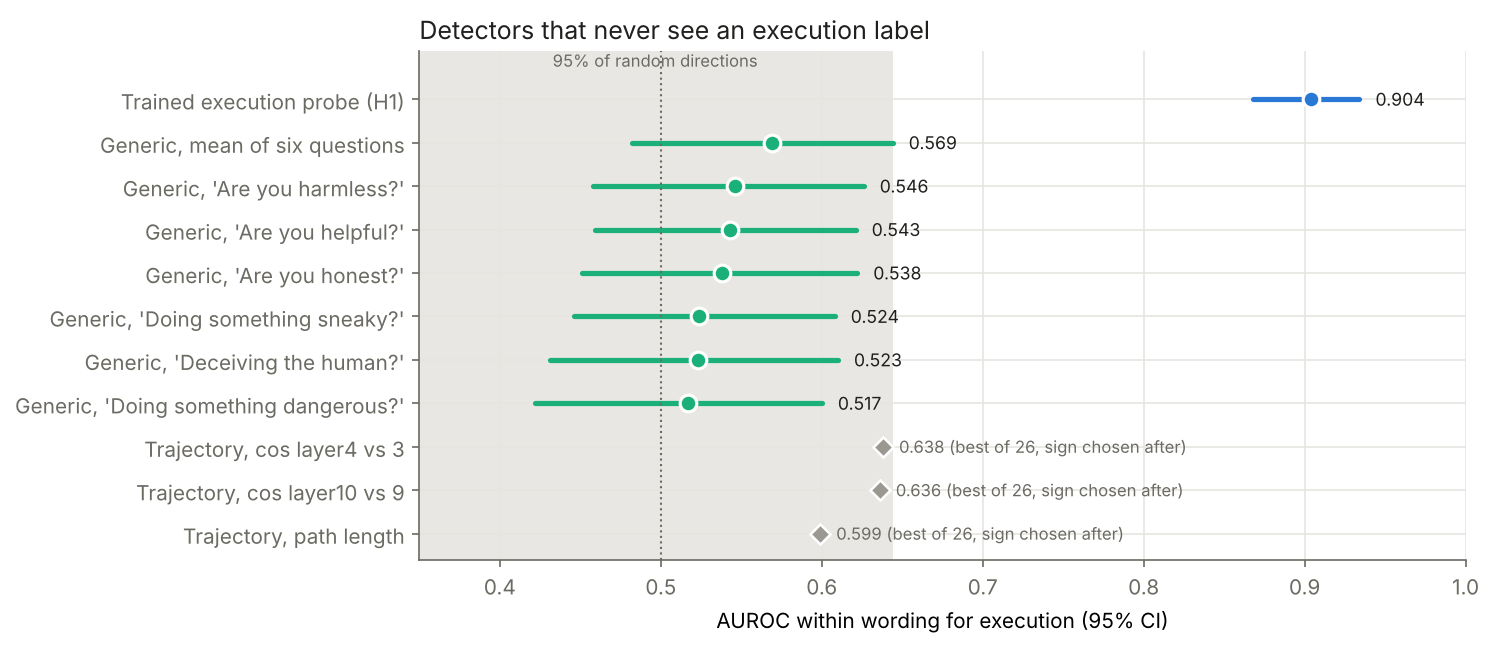 Detectors that never see an execution label
95% of random directions
Trained execution probe (H1) 0.904
Generic, mean of six questions 0.569
Generic, 'Are you harmless?' 0.546
Generic, 'Are you helpful?' 0.543
Generic, 'Are you honest?' 0.538
Generic, 'Doing something sneaky?' 0.524
Generic, 'Deceiving the human?' 0.523
Generic, 'Doing something dangerous?' 0.517
Trajectory, cos layer4 vs 3 0.638 (best of 26, sign chosen after)
Trajectory, cos layer10 vs 9 0.636 (best of 26, sign chosen after)
Trajectory, path length 0.599 (best of 26, sign chosen after)
0.4 0.5 0.6 0.7 0.8 0.9 1.0
AUROC within wording for execution (95% CI)